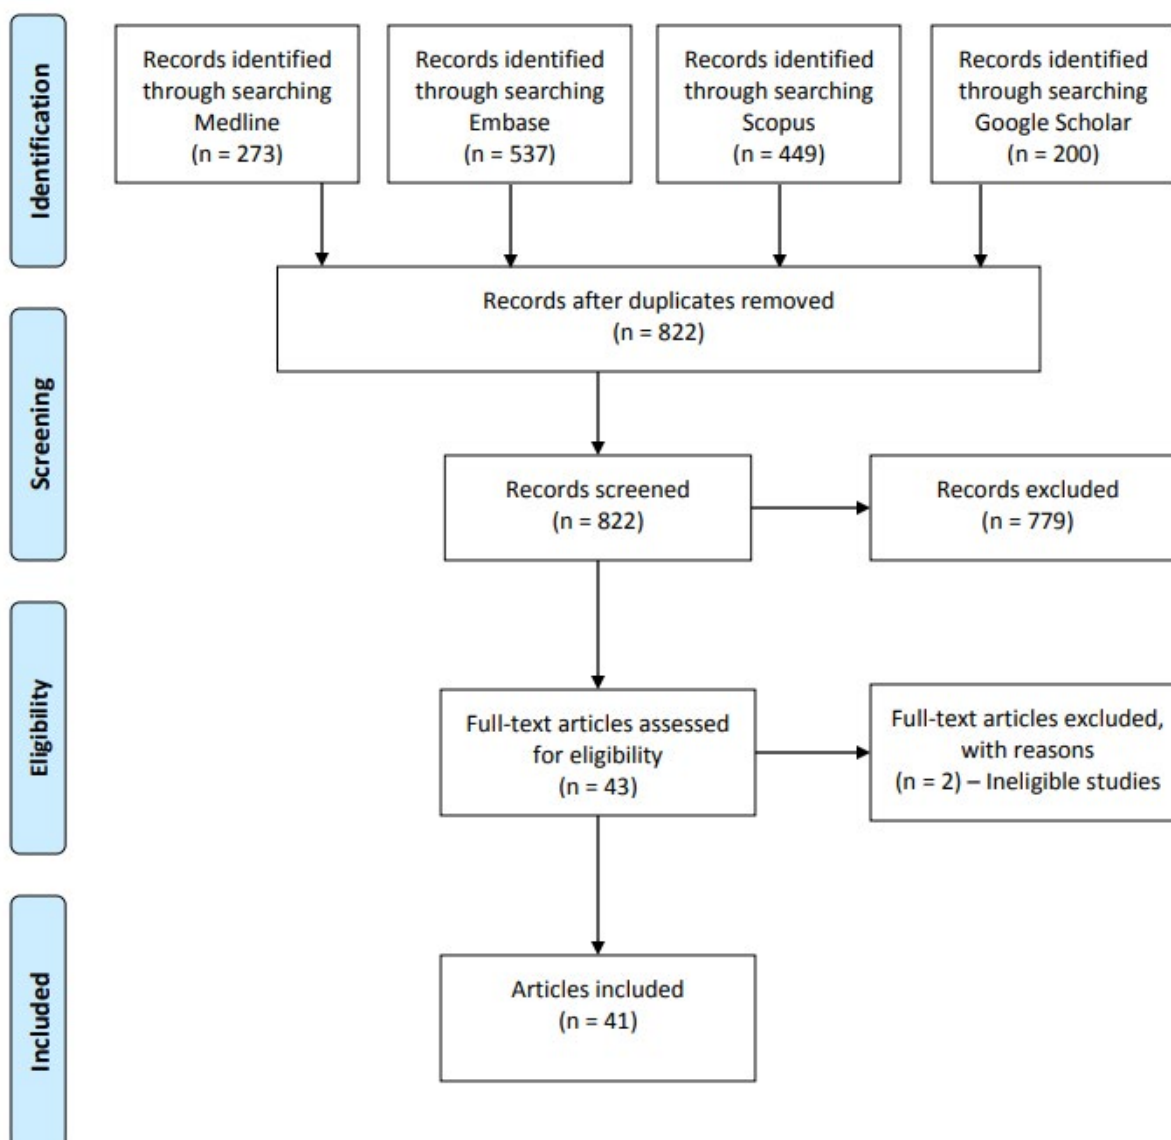 Identification
Records identified
through searching
Medline
(n = 273)
Records identified
through searching
Embase
(n = 537)
Records identified
through searching
Scopus
(n = 449)
Records identified
through searching
Google Scholar
(n = 200)
Records after duplicates removed
(n = 822)
Screening
Records screened
(n = 822)
Records excluded
(n = 779)
Eligibility
Full-text articles assessed
for eligibility
(n = 43)
Full-text articles excluded,
with reasons
(n = 2) – Ineligible studies
Included
Articles included
(n = 41)